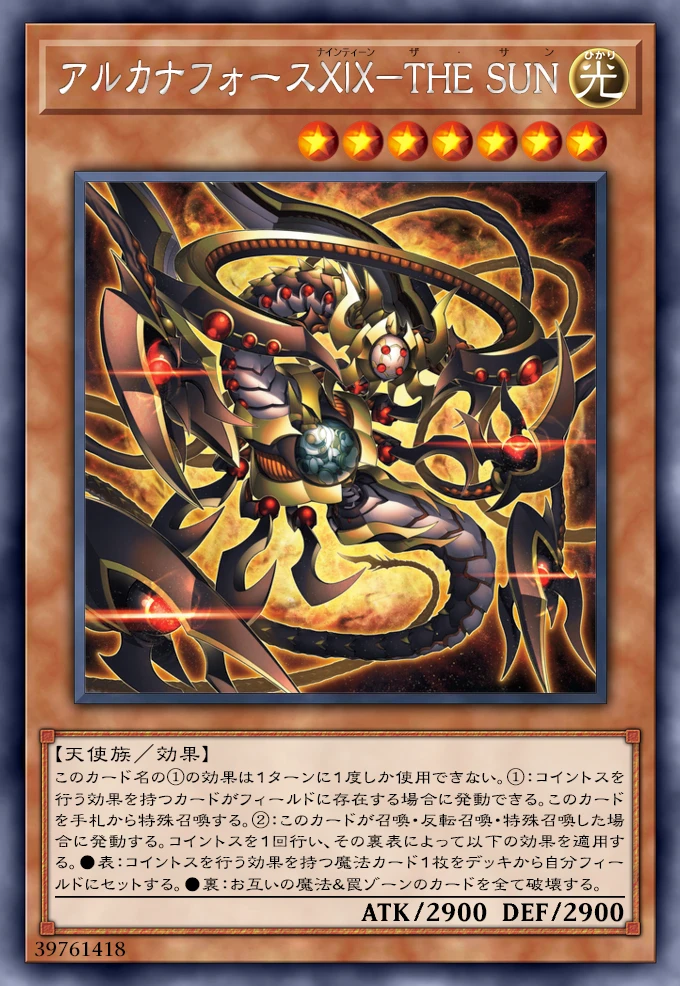 ナインティーン ザ・サン
アルカナフォースXIX－THE SUN
ひかり
光
【天使族／効果】
このカード名の①の効果は1ターンに1度しか使用できない。①：コイントスを
行う効果を持つカードがフィールドに存在する場合に発動できる。このカード
を手札から特殊召喚する。②：このカードが召喚・反転召喚・特殊召喚した場
合に発動する。コイントスを1回行い、その裏表によって以下の効果を適用す
る。●表：コイントスを行う効果を持つ魔法カード1枚をデッキから自分フィー
ルドにセットする。●裏：お互いの魔法&罠ゾーンのカードを全て破壊する。
ATK/2900 DEF/2900
39761418